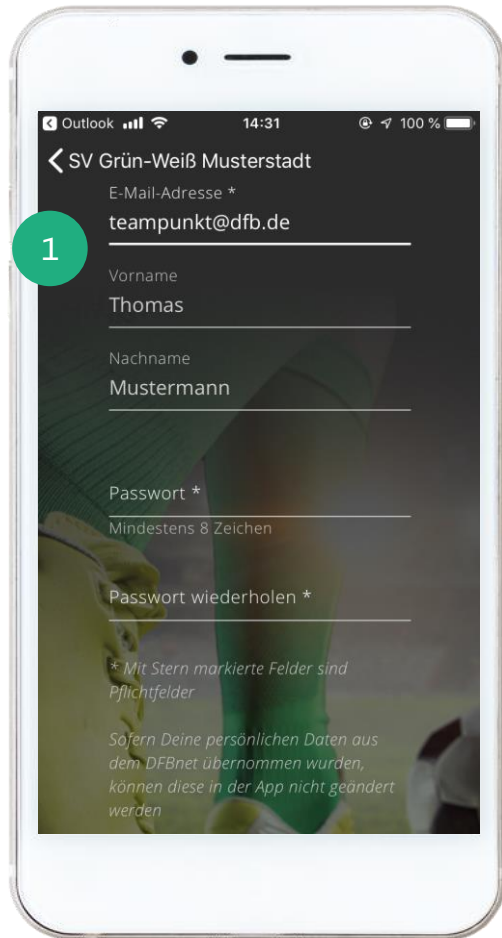 Outlook 14:31 100 %
SV Grün-Weiß Musterstadt
E-Mail-Adresse *
teampunkt@dfb.de
1
Vorname
Thomas
Nachname
Mustermann
Passwort *
Mindestens 8 Zeichen
Passwort wiederholen *
* Mit Stern markierte Felder sind
Pflichtfelder
Sofern Deine persönlichen Daten aus
dem DFBnet übernommen wurden,
können diese in der App nicht geändert
werden